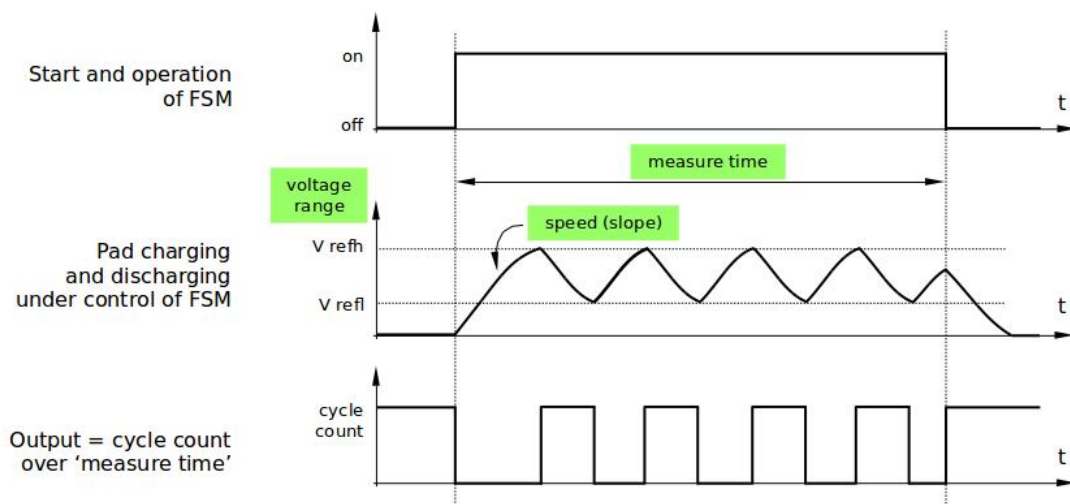 on
Start and operation
of FSM
off
t
measure time
voltage
range
speed (slope)
V refh
Pad charging
and discharging
under control of FSM
V refl
t
cycle
count
Output = cycle count
over ‘measure time’
t